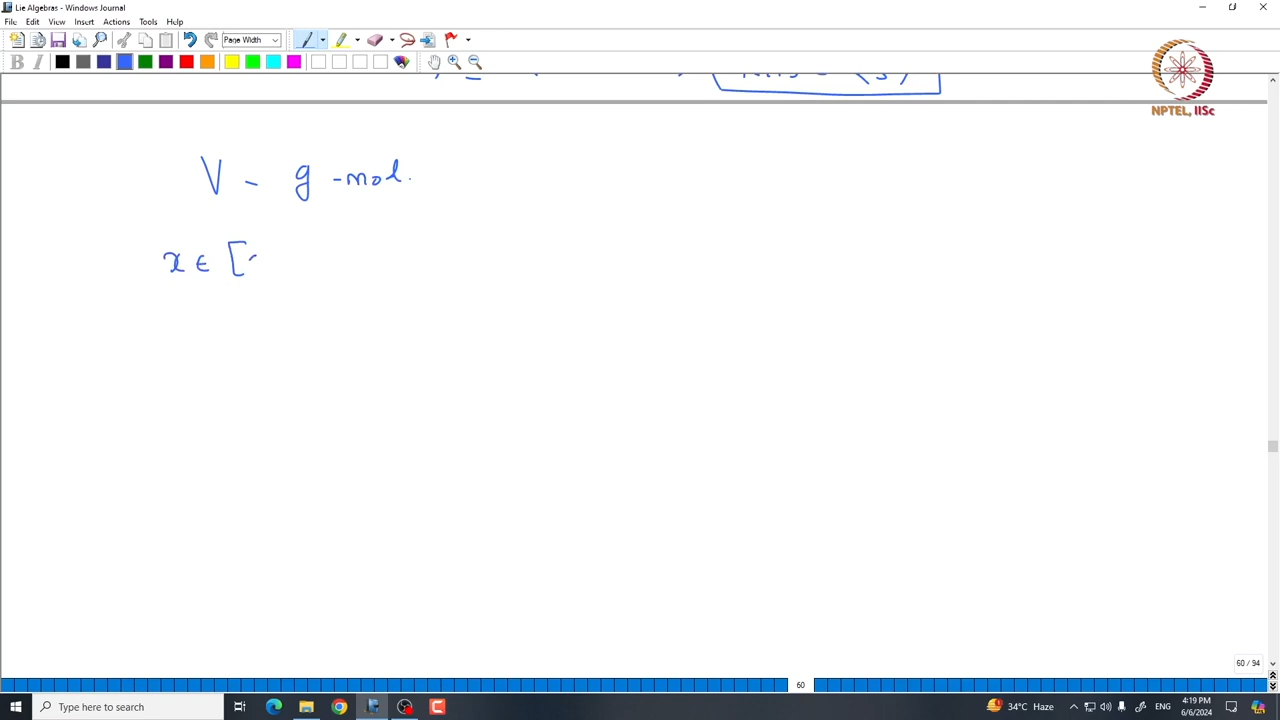 Lie Algebras - Windows Journal
File Edit View Insert Actions Tools Help
Page Width
B I
NPTEL, IISc
V - g -mod.
x ∈ [
60 / 94
60
Type here to search
34°C Haze
ENG
4:19 PM
6/6/2024